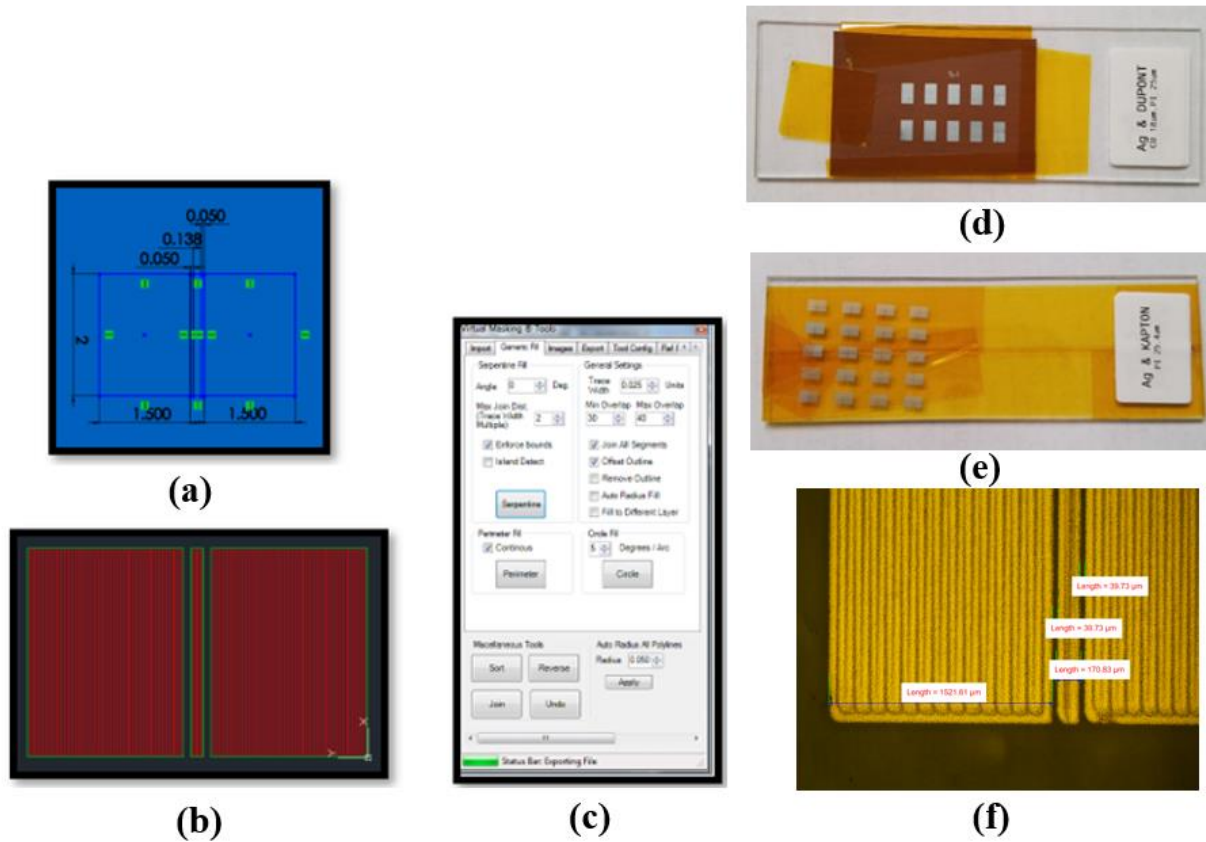 0.050
0.138
0.050
2
1.500
1.500
(a)
X
Y
(b)
Virtual Masking ® Tools
Import Generic Fill Images Export Tool Config
Serpentine Fill
Angle 0 Deg.
Max Join Dist.
(Trace Width
Multiple)
2
Enforce bounds
Island Detect
Serpentine
General Settings
Trace
Width
0.025 Units
Min Overlap Max Overlap
30 40
Join All Segments
Offset Outline
Remove Outline
Auto Radius Fill
Fill to Different Layer
Perimeter Fill
Continous
Perimeter
Circle Fill
5 Degrees / Arc
Circle
Miscellaneous Tools
Sort Reverse
Join Undo
Auto Radius All Polylines
Radius 0.050
Apply
Status Bar: Exporting File
(c)
Ag & DUPONT
(d)
Ag & KAPTON
PI 25.4µm
(e)
Length = 39.73 µm
Length = 39.73 µm
Length = 170.83 µm
Length = 1521.61 µm
(f)